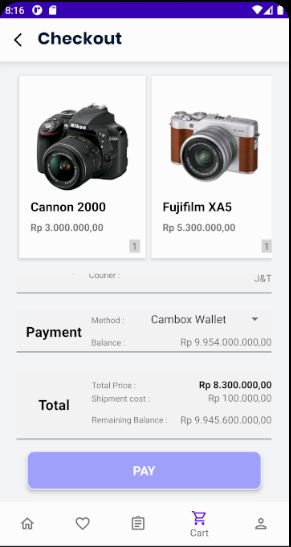 8:16
Checkout
Nikon
Cannon 2000
Rp 3.000.000,00
1
Fujifilm XA5
Rp 5.300.000,00
1
Courier :
J&T
Payment
Method :
Cambox Wallet
Balance :
Rp 9.954.000.000,00
Total
Total Price :
Rp 8.300.000,00
Shipment cost :
Rp 100.000,00
Remaining Balance :
Rp 9.945.600.000,00
PAY
Cart